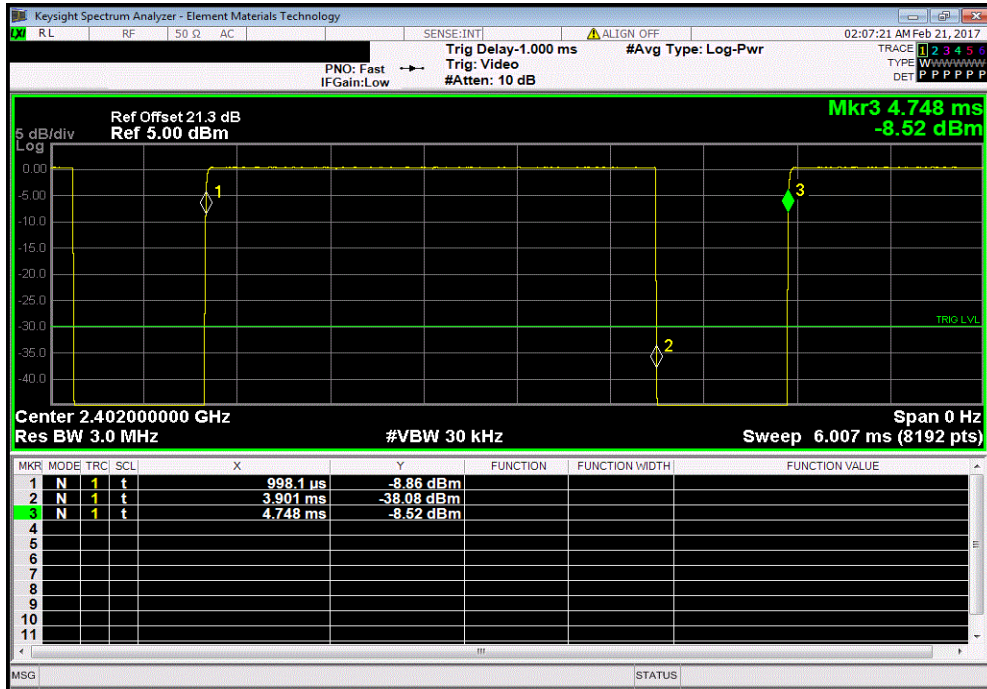 Keysight Spectrum Analyzer - Element Materials Technology
LXI RL RF 50 Ω AC SENSE:INT ALIGN OFF 02:07:21 AM Feb 21, 2017
Trig Delay-1.000 ms #Avg Type: Log-Pwr TRACE 1 2 3 4 5 6
PNO: Fast Trig: Video TYPE WWWWWW
IFGain:Low #Atten: 10 dB DET P P P P P P
Mkr3 4.748 ms
-8.52 dBm
Ref Offset 21.3 dB
5 dB/div Ref 5.00 dBm
Log
0.00
-5.00
1
3
-10.0
-15.0
-20.0
-25.0
-30.0
TRIG LVL
-35.0
2
-40.0
Center 2.402000000 GHz Span 0 Hz
Res BW 3.0 MHz #VBW 30 kHz Sweep 6.007 ms (8192 pts)
MKR MODE TRC SCL X Y FUNCTION FUNCTION WIDTH FUNCTION VALUE
1 N 1 t 998.1 µs -8.86 dBm
2 N 1 t 3.901 ms -38.08 dBm
3 N 1 t 4.748 ms -8.52 dBm
4
5
6
7
8
9
10
11
MSG STATUS